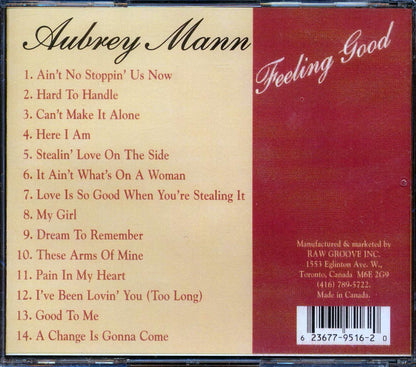 Aubrey Mann
Feeling Good
1. Ain't No Stoppin' Us Now
2. Hard To Handle
3. Can't Make It Alone
4. Here I Am
5. Stealin' Love On The Side
6. It Ain't What's On A Woman
7. Love Is So Good When You're Stealing It
8. My Girl
9. Dream To Remember
10. These Arms Of Mine
11. Pain In My Heart
12. I've Been Lovin' You (Too Long)
13. Good To Me
14. A Change Is Gonna Come
Manufactured & marketed by
RAW GROOVE INC.
1553 Eglinton Ave. W.,
Toronto, Canada M6E 2G9
(416) 789-5722.
Made in Canada.
6 23677-9516-2 0